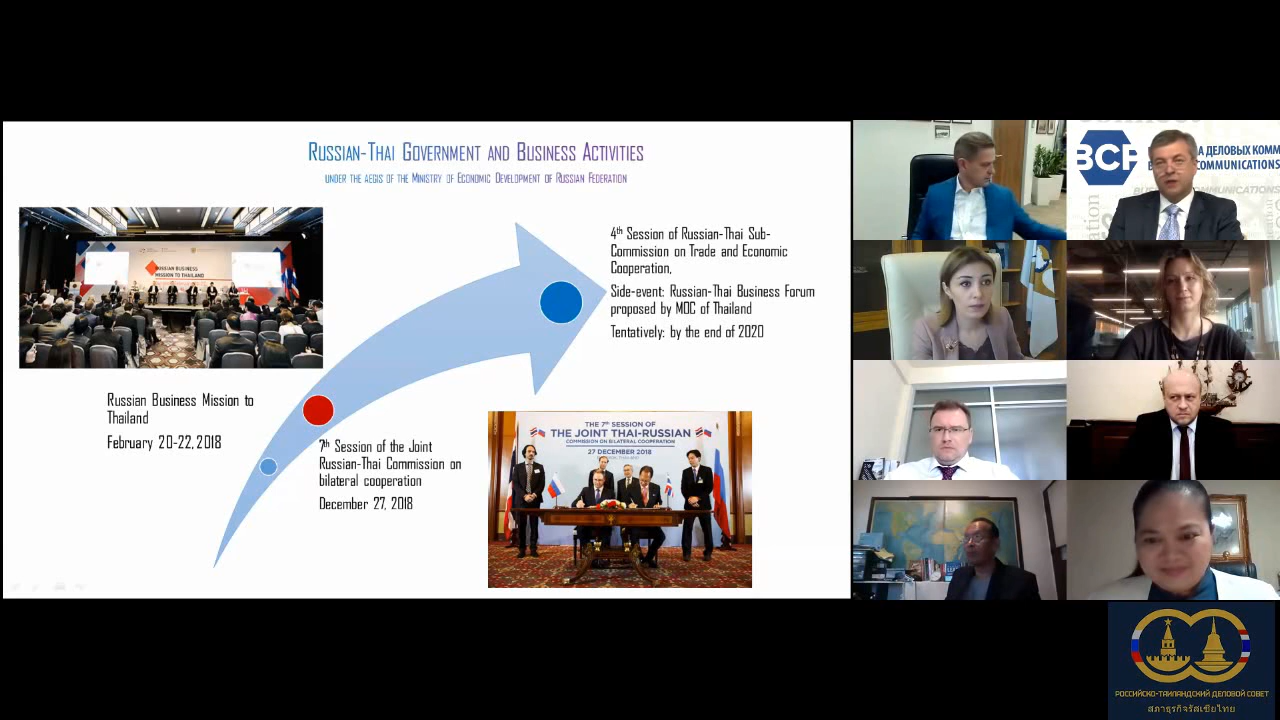 RUSSIAN-THAI GOVERNMENT AND BUSINESS ACTIVITIES
UNDER THE AEGIS OF THE MINISTRY OF ECONOMIC DEVELOPMENT OF RUSSIAN FEDERATION
RUSSIAN BUSINESS
MISSION TO THAILAND
Russian Business Mission to
Thailand
February 20-22, 2018
7th Session of the Joint
Russian-Thai Commission on
bilateral cooperation
December 27, 2018
4th Session of Russian-Thai Sub-
Commission on Trade and Economic
Cooperation,
Side-event: Russian-Thai Business Forum
proposed by MOC of Thailand
Tentatively: by the end of 2020
THE 7TH SESSION OF
THE JOINT THAI-RUSSIAN
COMMISSION ON BILATERAL COOPERATION
27 DECEMBER 2018
А ДЕЛОВЫХ КОММ
COMMUNICATIONS
РОССИЙСКО-ТАИЛАНДСКИЙ ДЕЛОВОЙ СОВЕТ
สภาธุรกิจรัสเซียไทย